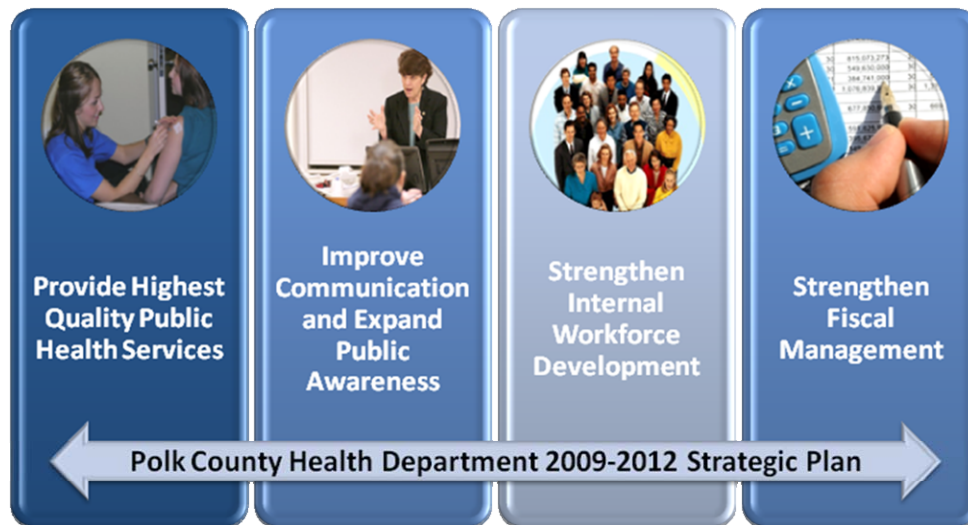 Provide Highest
Quality Public
Health Services
Improve
Communication
and Expand
Public
Awareness
Strengthen
Internal
Workforce
Development
Strengthen
Fiscal
Management
Polk County Health Department 2009-2012 Strategic Plan